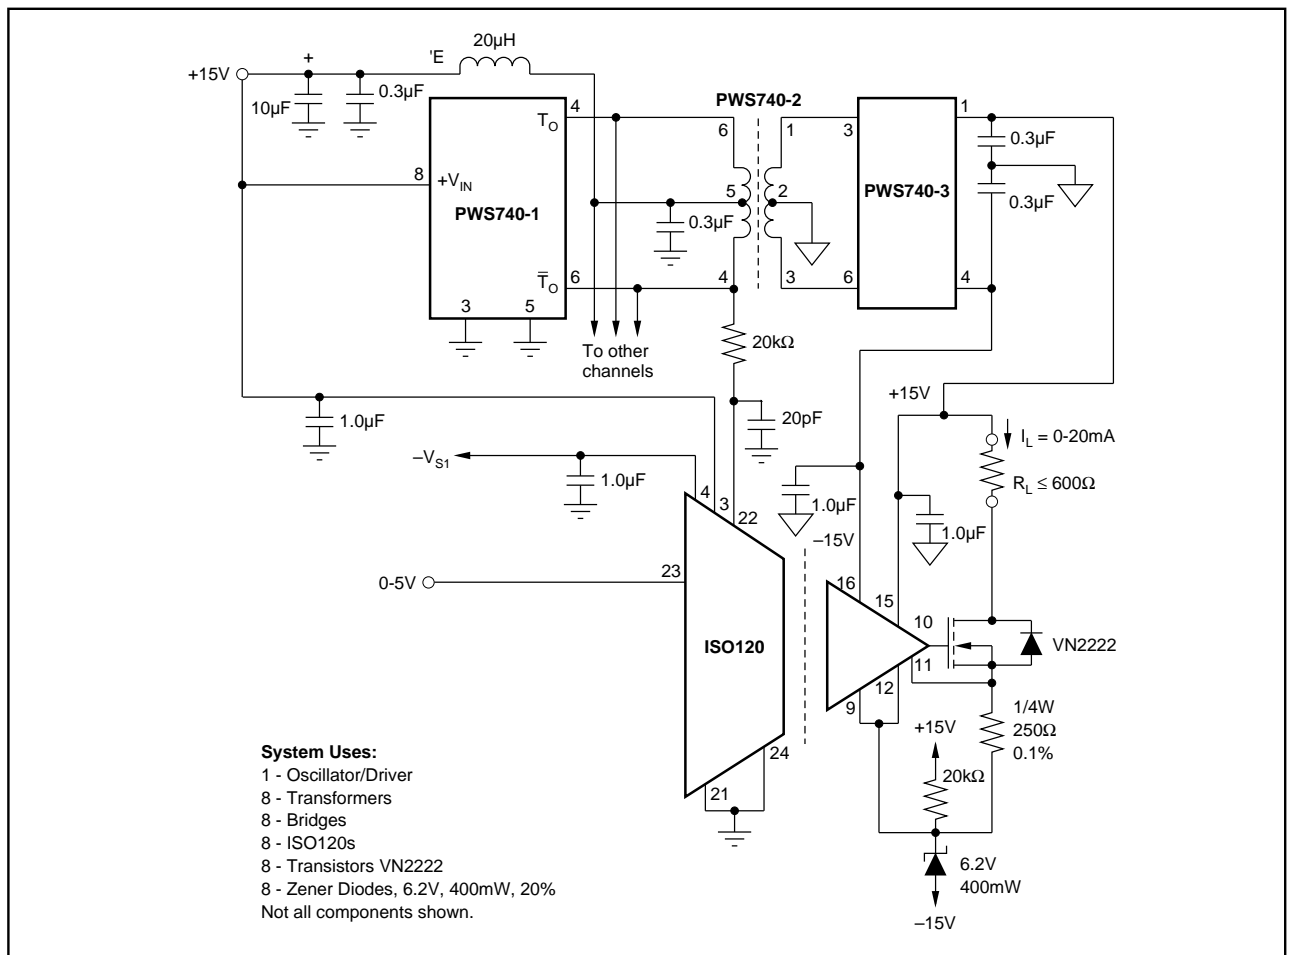 20µH
+
'E
+15V
10µF
0.3µF
PWS740-2
4
T_O
6
1
3
1
0.3µF
8
+V_IN
PWS740-1
5
2
PWS740-3
0.3µF
0.3µF
T̅_O
6
4
3
6
4
3
5
To other
channels
20kΩ
+15V
1.0µF
20pF
I_L = 0-20mA
–V_S1
1.0µF
4
3
22
1.0µF
R_L ≤ 600Ω
1.0µF
–15V
0-5V
23
16
15
10
ISO120
VN2222
11
12
9
1/4W
250Ω
0.1%
+15V
24
20kΩ
21
6.2V
400mW
–15V
System Uses:
1 - Oscillator/Driver
8 - Transformers
8 - Bridges
8 - ISO120s
8 - Transistors VN2222
8 - Zener Diodes, 6.2V, 400mW, 20%
Not all components shown.